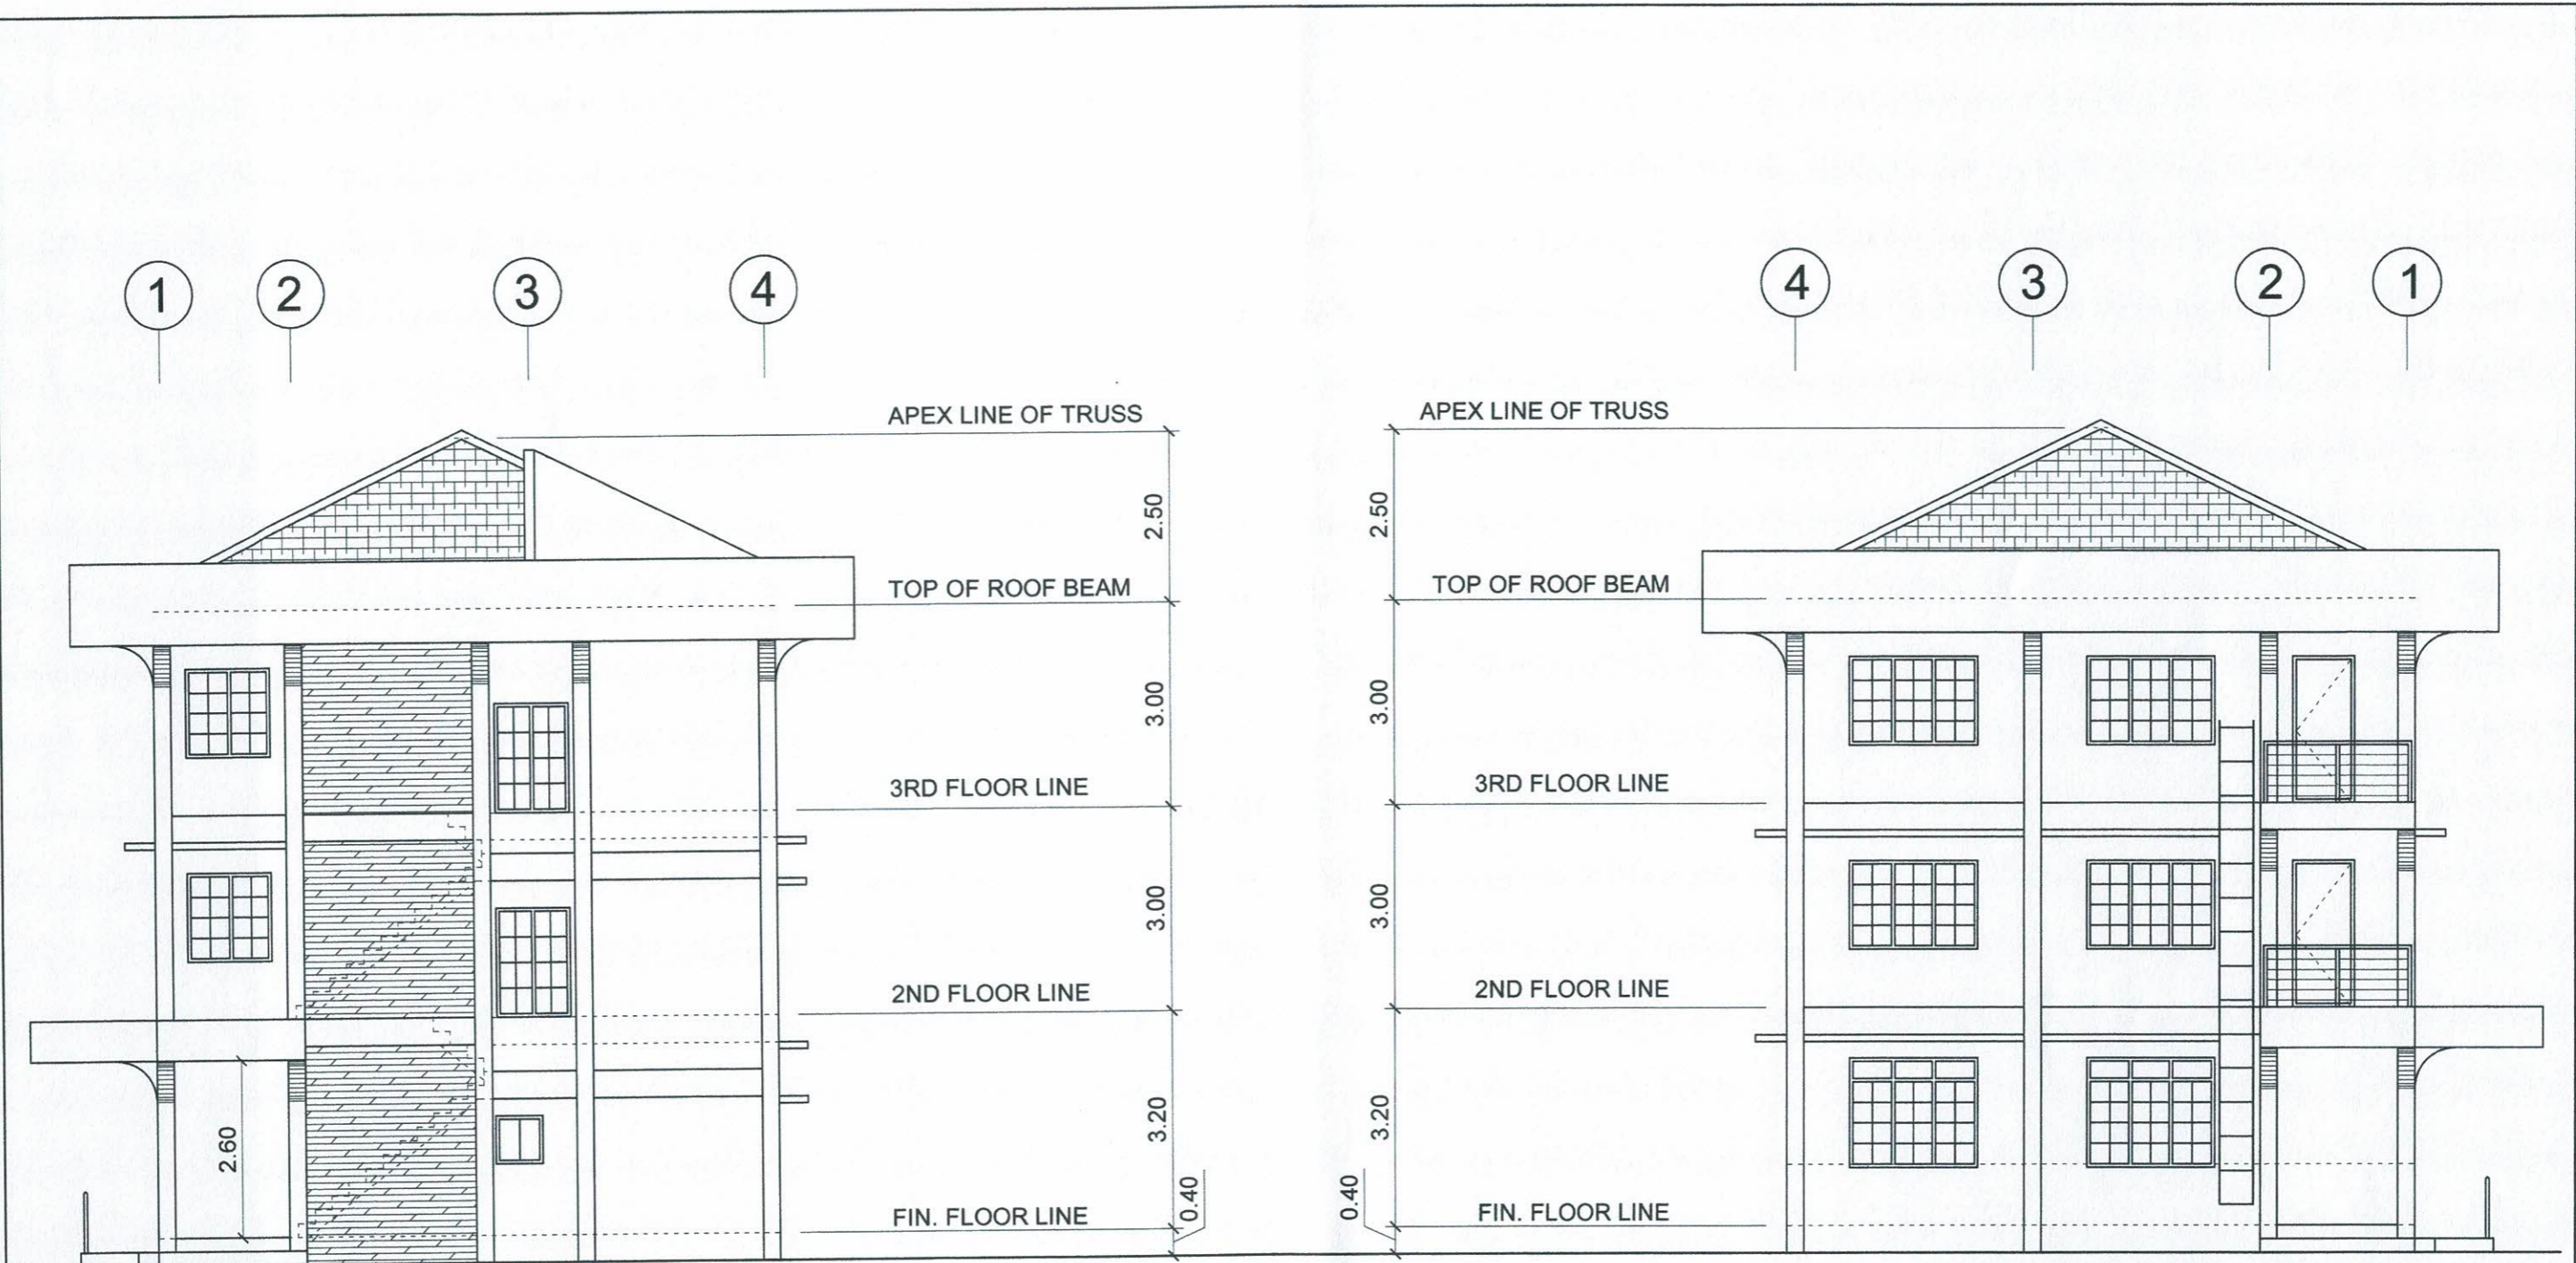 1 2 3 4
APEX LINE OF TRUSS
2.50
TOP OF ROOF BEAM
3.00
3RD FLOOR LINE
3.00
2ND FLOOR LINE
3.20
2.60
0.40
FIN. FLOOR LINE
4 3 2 1
APEX LINE OF TRUSS
2.50
TOP OF ROOF BEAM
3.00
3RD FLOOR LINE
3.00
2ND FLOOR LINE
3.20
0.40
FIN. FLOOR LINE